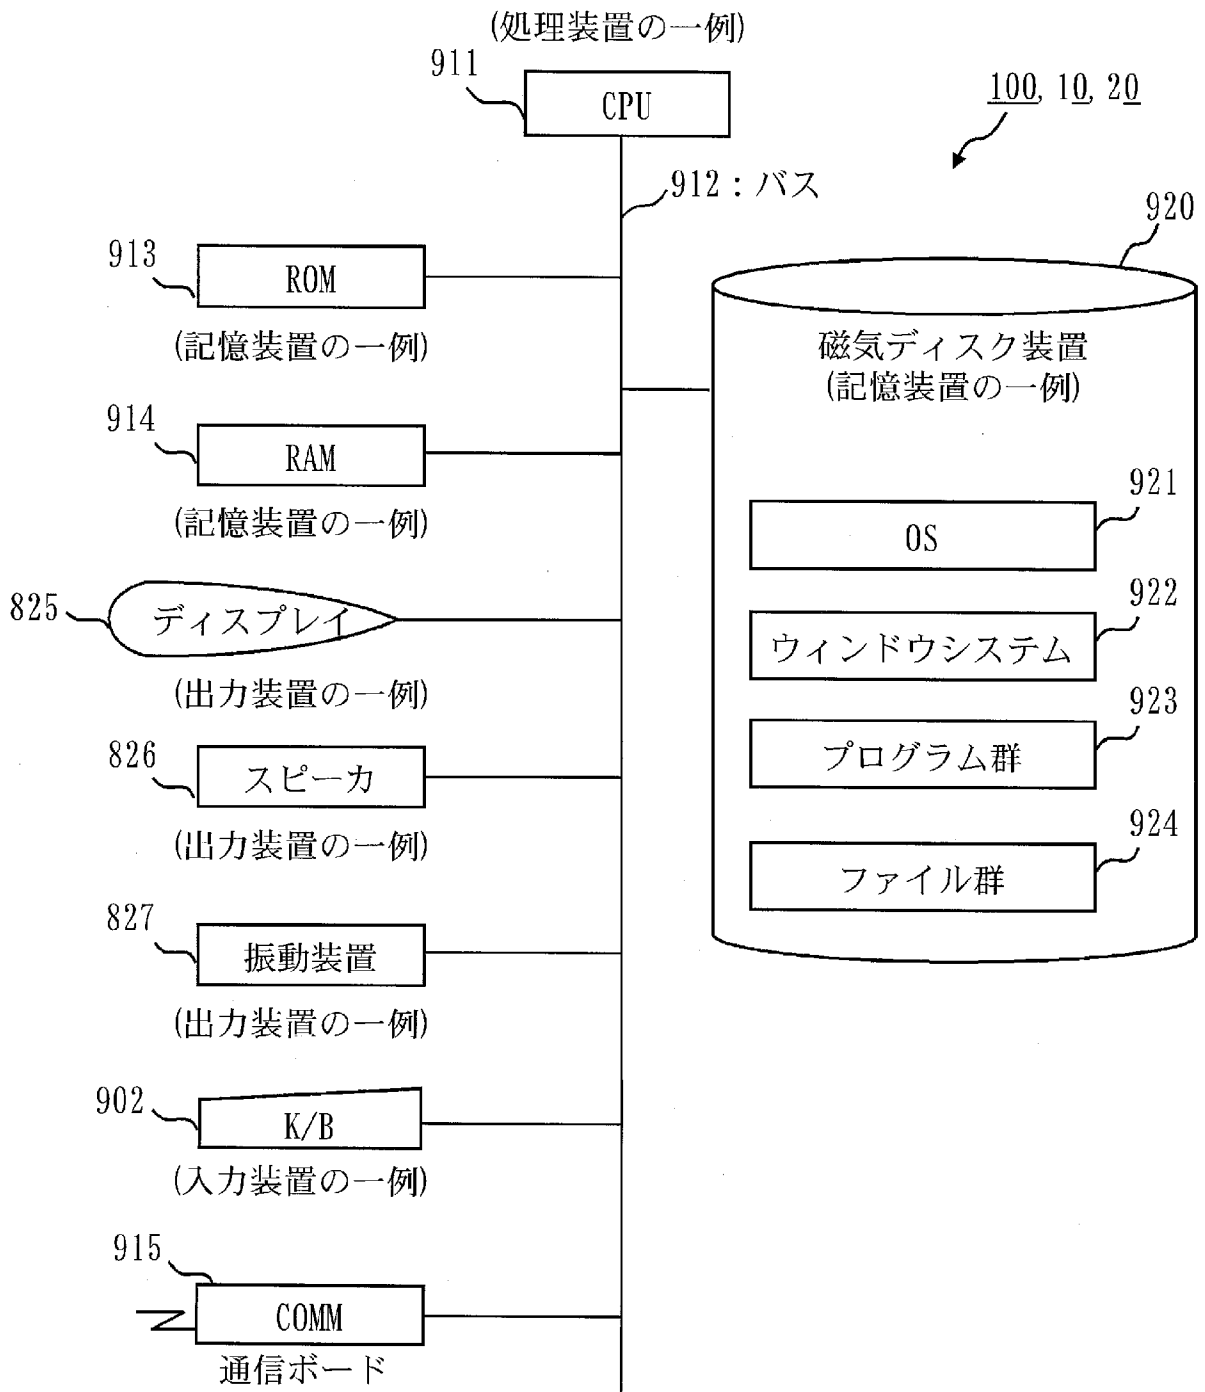 (処理装置の一例)
911
CPU
100, 10, 20
912：バス
920
913
ROM
(記憶装置の一例)
磁気ディスク装置
(記憶装置の一例)
914
RAM
(記憶装置の一例)
921
OS
825
ディスプレイ
(出力装置の一例)
922
ウィンドウシステム
826
スピーカ
(出力装置の一例)
923
プログラム群
924
ファイル群
827
振動装置
(出力装置の一例)
902
K/B
(入力装置の一例)
915
COMM
通信ボード